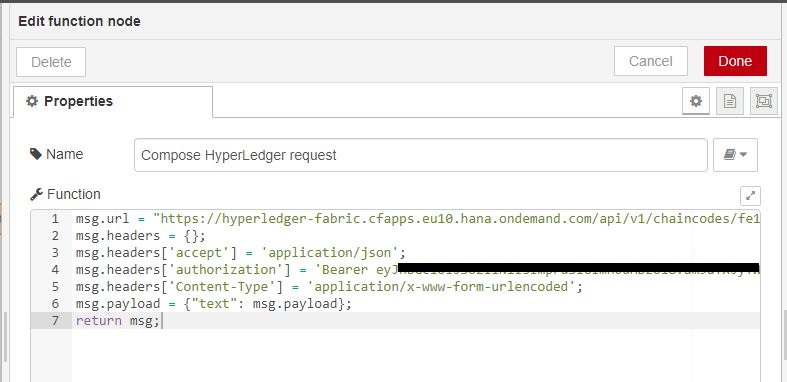 Edit function node
Delete
Cancel
Done
Properties
Name
Compose HyperLedger request
Function
1 msg.url = "https://hyperledger-fabric.cfapps.eu10.hana.ondemand.com/api/v1/chaincodes/fe1
2 msg.headers = {};
3 msg.headers['accept'] = 'application/json';
4 msg.headers['authorization'] = 'Bearer
5 msg.headers['Content-Type'] = 'application/x-www-form-urlencoded';
6 msg.payload = {"text": msg.payload};
7 return msg;